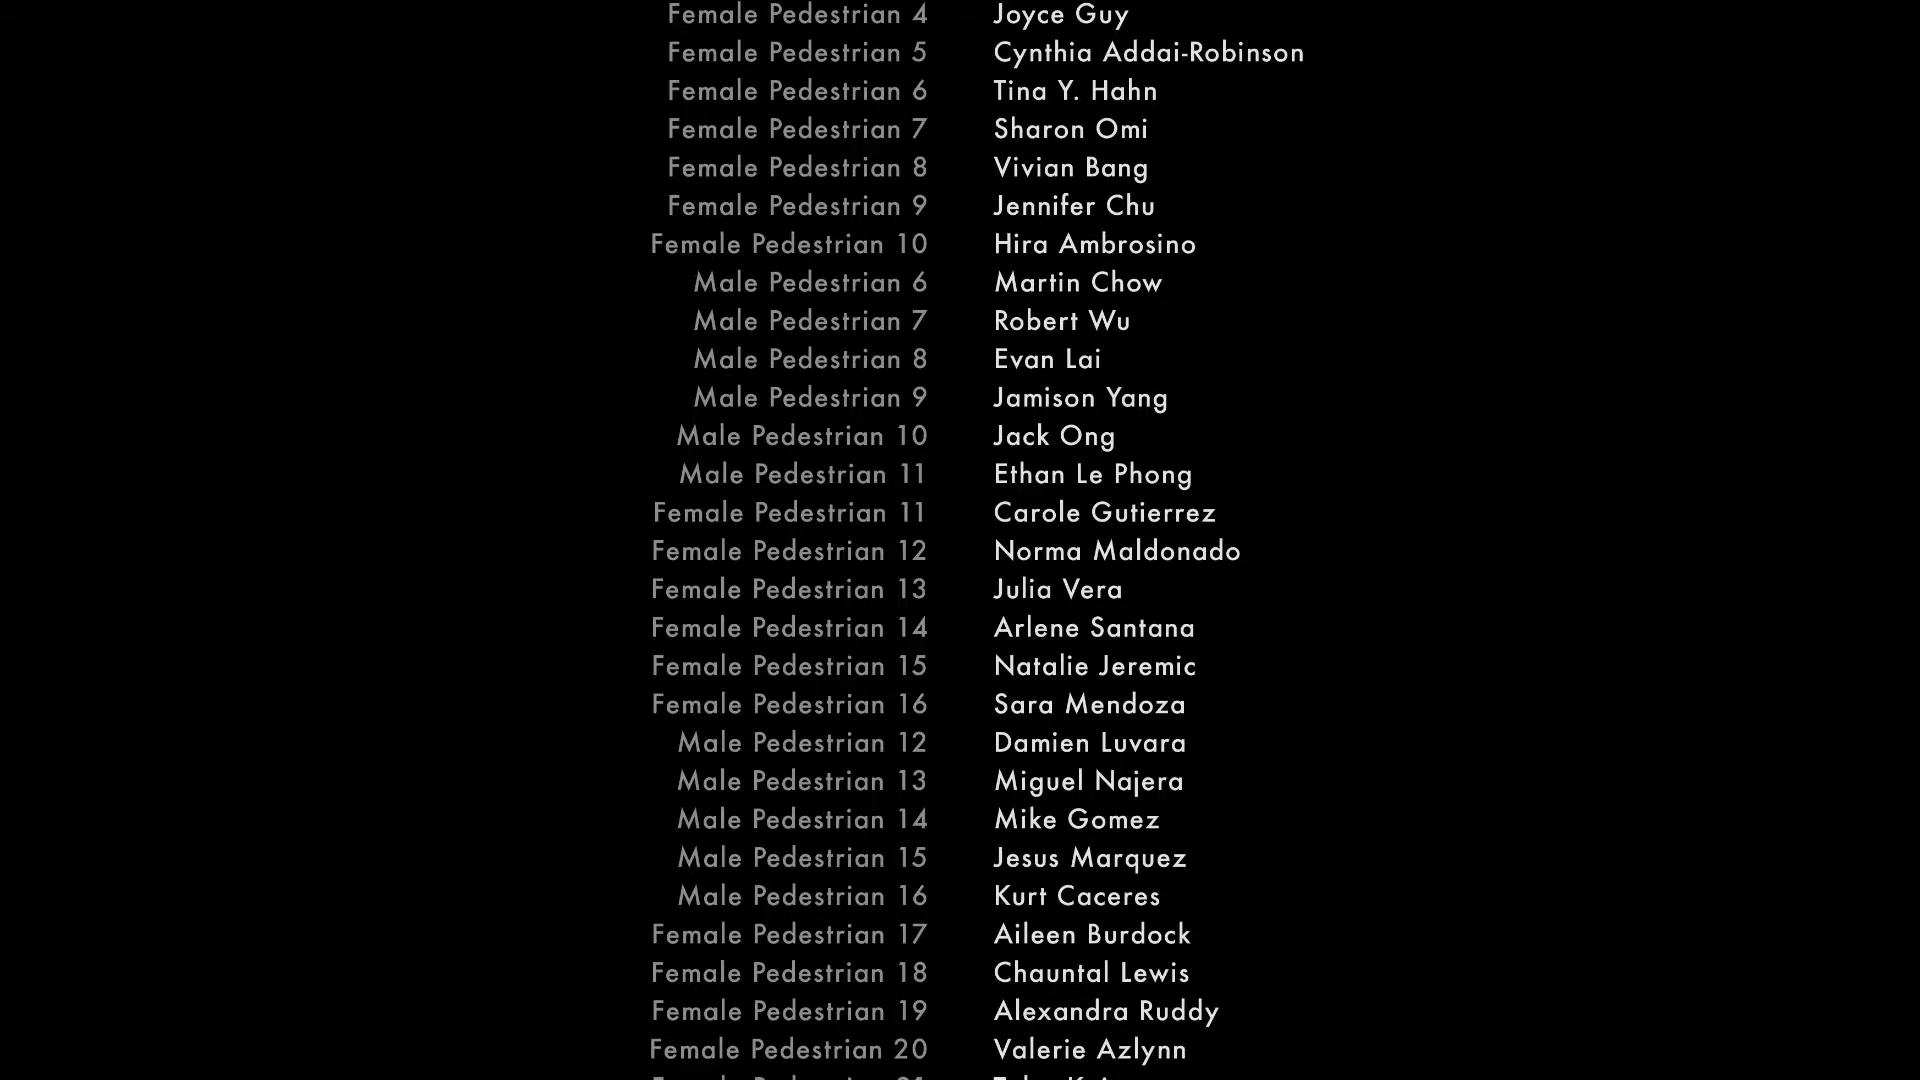 Female Pedestrian 4 Joyce Guy
Female Pedestrian 5 Cynthia Addai-Robinson
Female Pedestrian 6 Tina Y. Hahn
Female Pedestrian 7 Sharon Omi
Female Pedestrian 8 Vivian Bang
Female Pedestrian 9 Jennifer Chu
Female Pedestrian 10 Hira Ambrosino
Male Pedestrian 6 Martin Chow
Male Pedestrian 7 Robert Wu
Male Pedestrian 8 Evan Lai
Male Pedestrian 9 Jamison Yang
Male Pedestrian 10 Jack Ong
Male Pedestrian 11 Ethan Le Phong
Female Pedestrian 11 Carole Gutierrez
Female Pedestrian 12 Norma Maldonado
Female Pedestrian 13 Julia Vera
Female Pedestrian 14 Arlene Santana
Female Pedestrian 15 Natalie Jeremic
Female Pedestrian 16 Sara Mendoza
Male Pedestrian 12 Damien Luvara
Male Pedestrian 13 Miguel Najera
Male Pedestrian 14 Mike Gomez
Male Pedestrian 15 Jesus Marquez
Male Pedestrian 16 Kurt Caceres
Female Pedestrian 17 Aileen Burdock
Female Pedestrian 18 Chauntal Lewis
Female Pedestrian 19 Alexandra Ruddy
Female Pedestrian 20 Valerie Azlynn